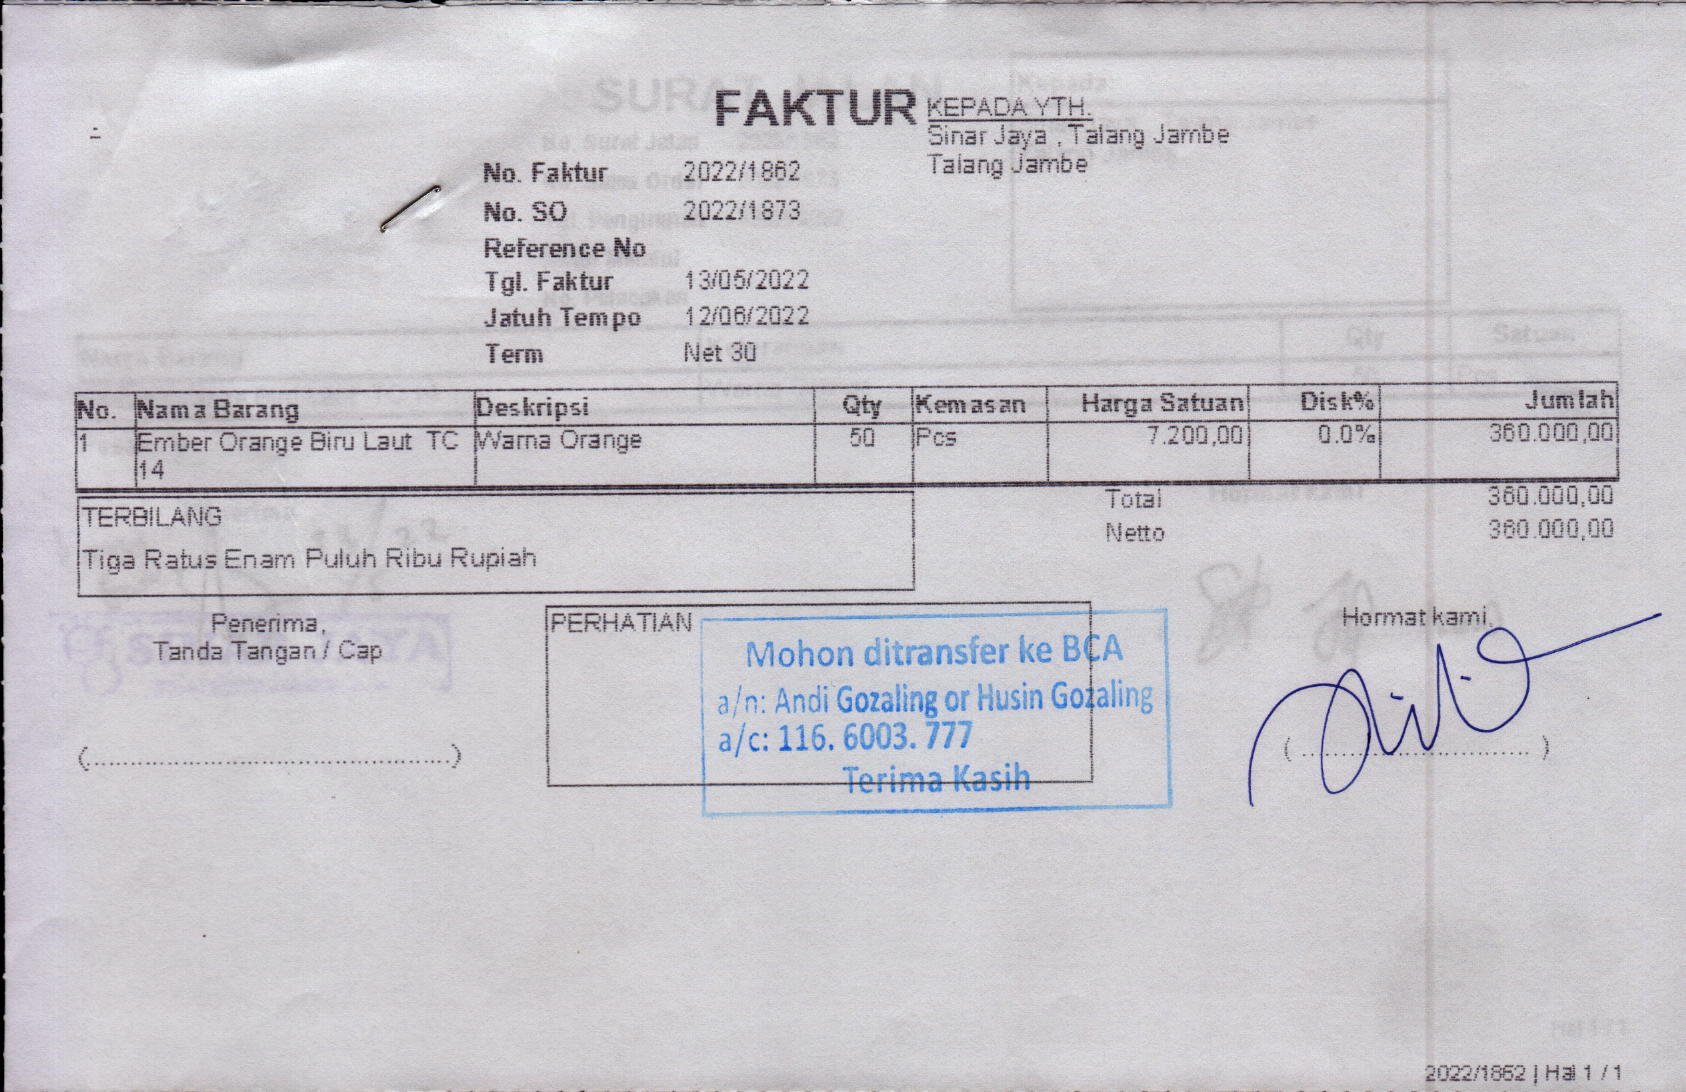 FAKTUR
KEPADA YTH.
Sinar Jaya , Talang Jambe
Talang Jambe
No. Faktur 2022/1862
No. SO 2022/1873
Reference No
Tgl. Faktur 13/05/2022
Jatuh Tempo 12/06/2022
Term Net 30
No. Nama Barang Deskripsi Qty Kemasan Harga Satuan Disk% Jumlah
1 Ember Orange Biru Laut TC Warna Orange 50 Pcs 7.200,00 0.0% 360.000,00
14
Total 360.000,00
Netto 360.000,00
TERBILANG
Tiga Ratus Enam Puluh Ribu Rupiah
Penerima,
Tanda Tangan / Cap
(................................................)
PERHATIAN
Mohon ditransfer ke BCA
a/n: Andi Gozaling or Husin Gozaling
a/c: 116. 6003. 777
Terima Kasih
Hormat kami,
(..............................)
2022/1862 | Hal 1 / 1